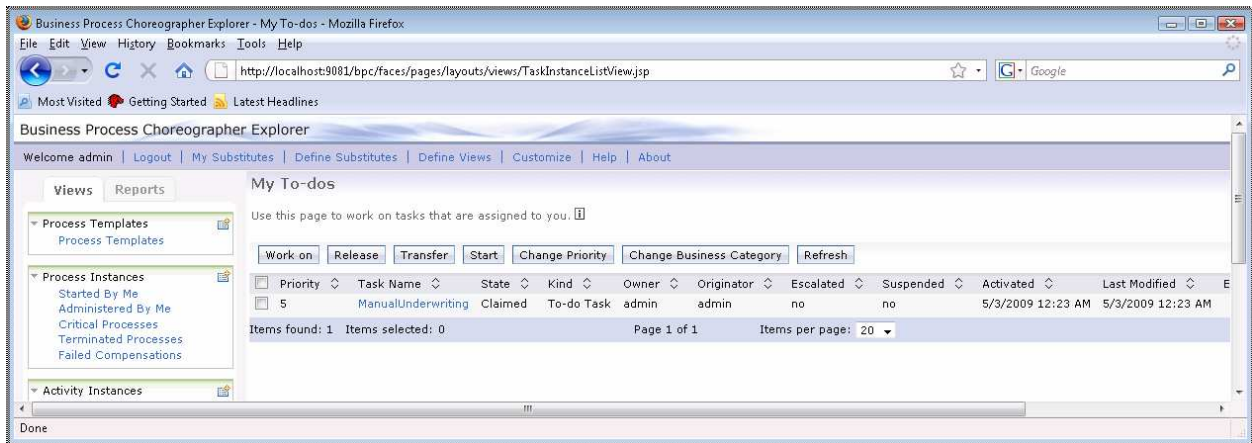 Business Process Choreographer Explorer - My To-dos - Mozilla Firefox
File Edit View History Bookmarks Tools Help
http://localhost:9081/bpc/faces/pages/layouts/views/TaskInstanceListView.jsp
G Google
Most Visited Getting Started Latest Headlines
Business Process Choreographer Explorer
Welcome admin | Logout | My Substitutes | Define Substitutes | Define Views | Customize | Help | About
Views Reports
Process Templates
Process Templates
Process Instances
Started By Me
Administered By Me
Critical Processes
Terminated Processes
Failed Compensations
Activity Instances
My To-dos
Use this page to work on tasks that are assigned to you. i
Work on Release Transfer Start Change Priority Change Business Category Refresh
Priority Task Name State Kind Owner Originator Escalated Suspended Activated Last Modified E
5 ManualUnderwriting Claimed To-do Task admin admin no no 5/3/2009 12:23 AM 5/3/2009 12:23 AM
Items found: 1 Items selected: 0 Page 1 of 1 Items per page: 20
Done